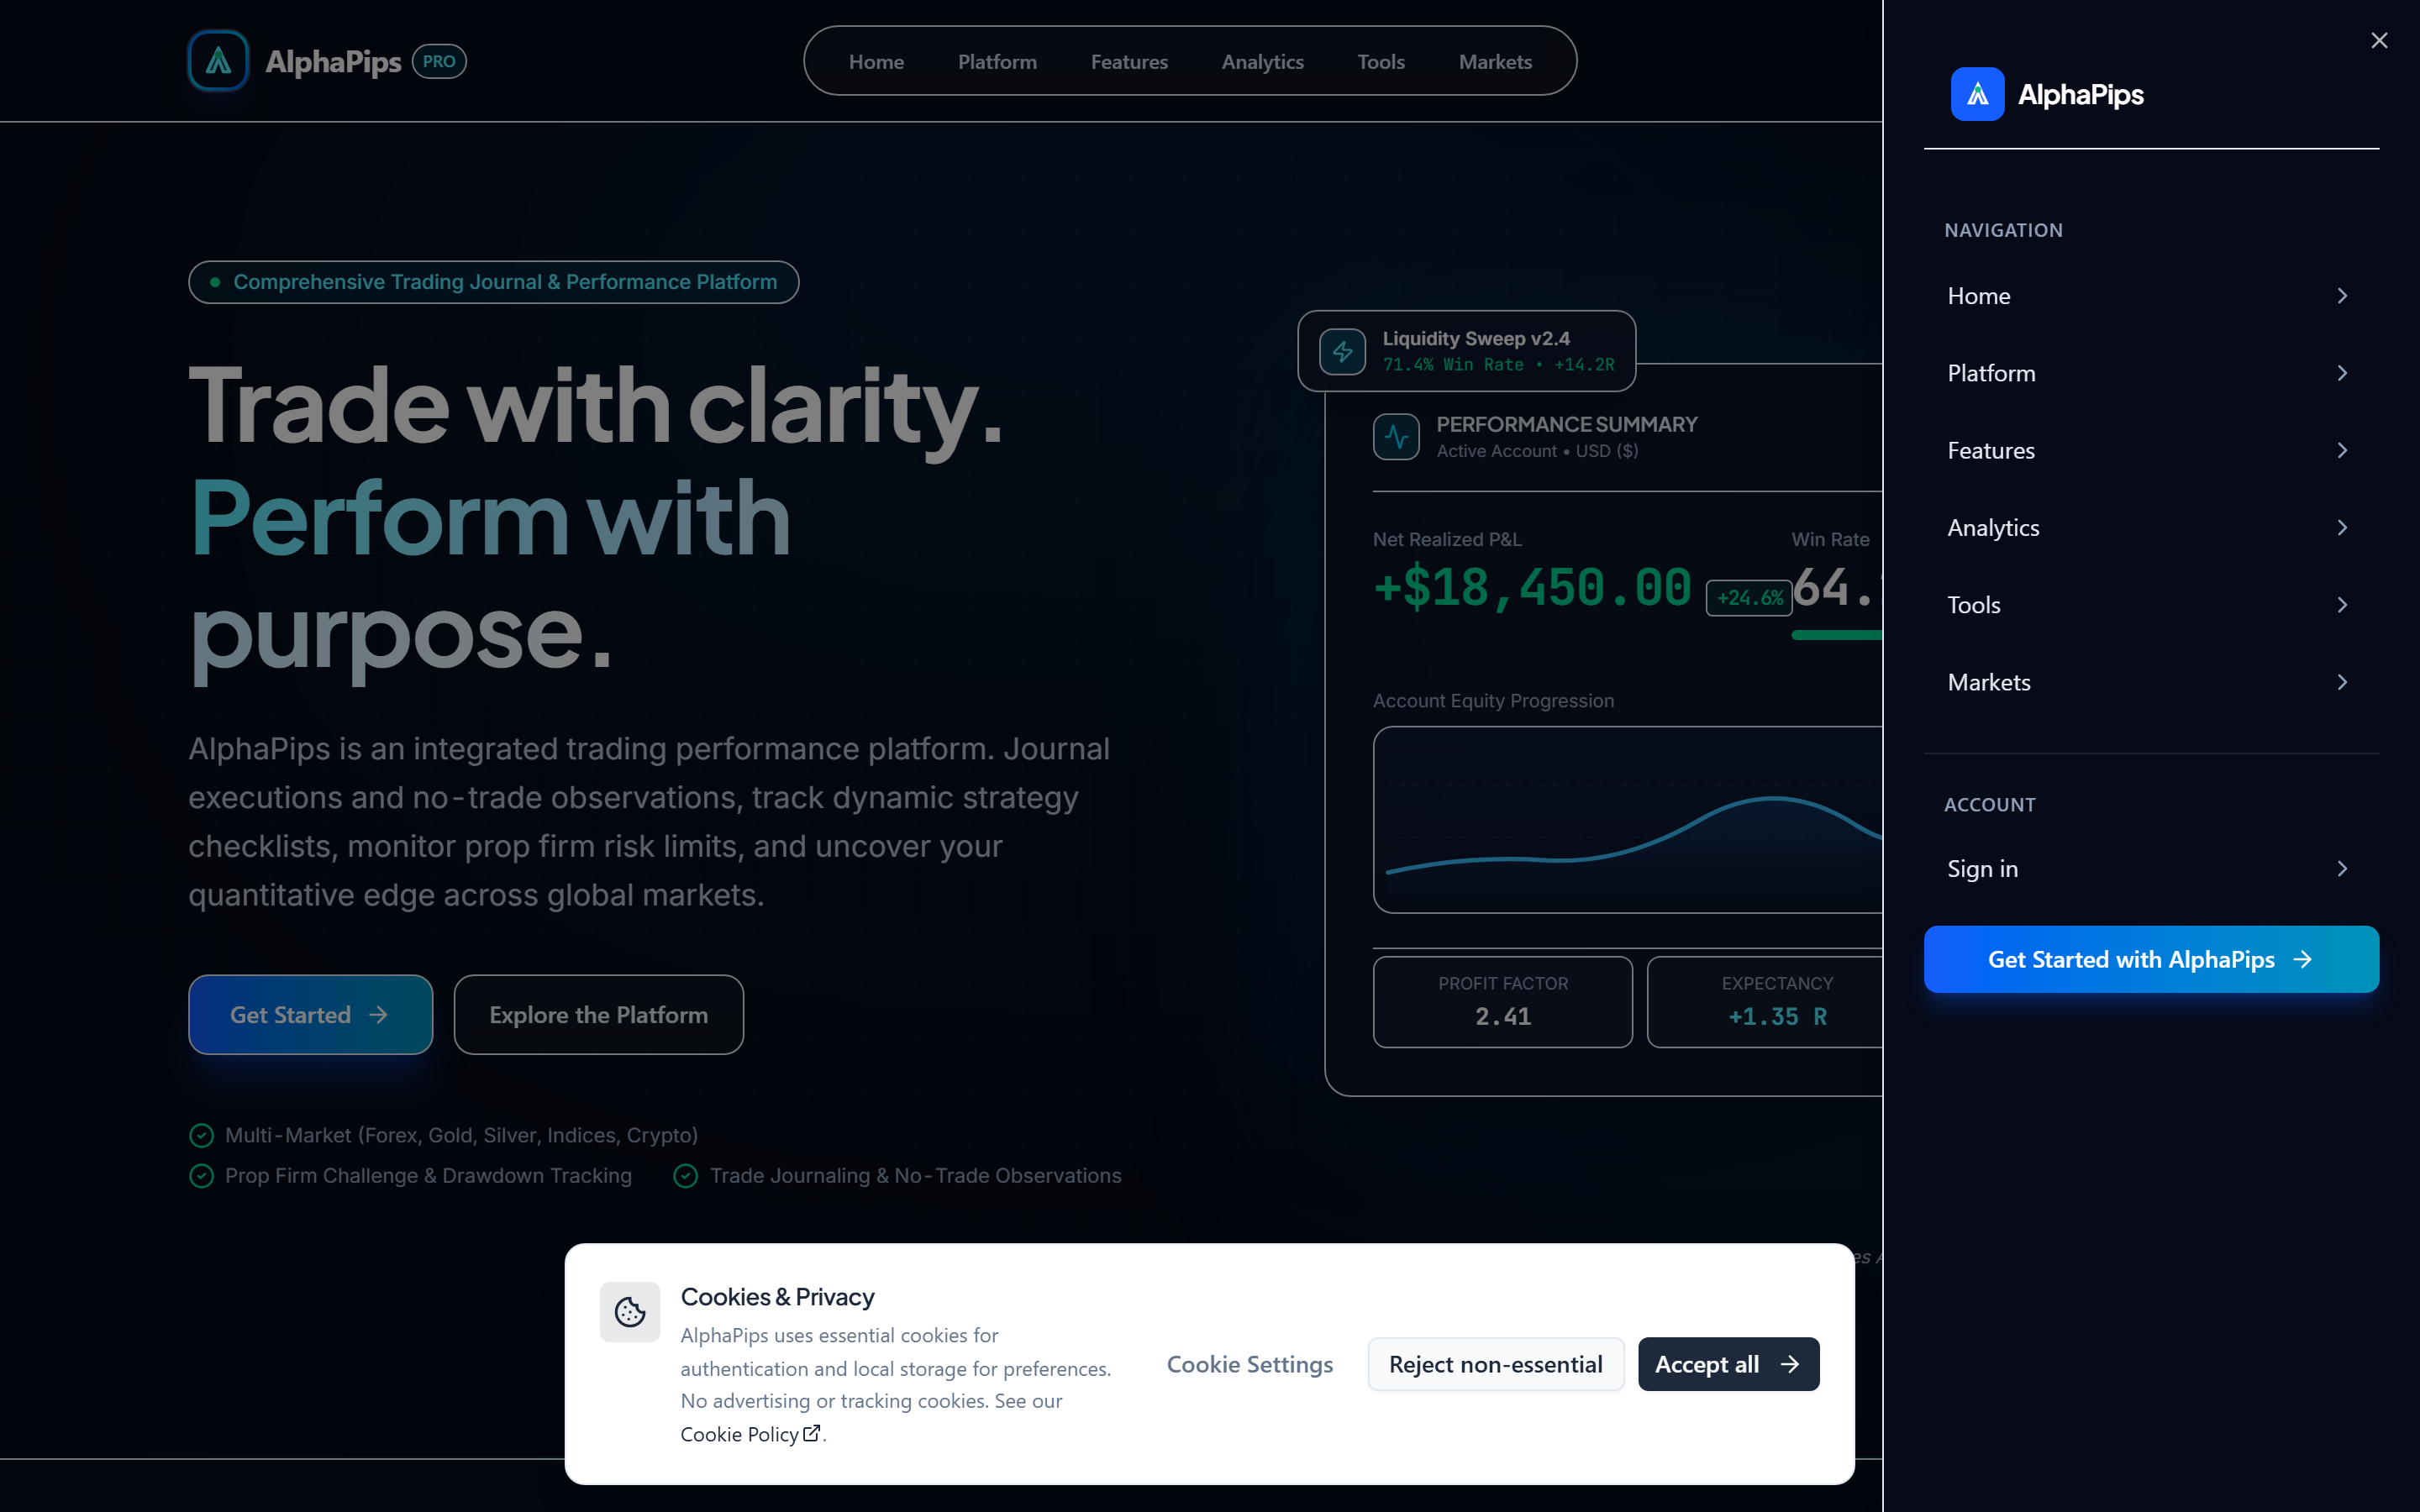 AlphaPips PRO
Home Platform Features Analytics Tools Markets
Comprehensive Trading Journal & Performance Platform
Trade with clarity.
Perform with
purpose.
AlphaPips is an integrated trading performance platform. Journal
executions and no-trade observations, track dynamic strategy
checklists, monitor prop firm risk limits, and uncover your
quantitative edge across global markets.
Get Started
Explore the Platform
Multi-Market (Forex, Gold, Silver, Indices, Crypto)
Prop Firm Challenge & Drawdown Tracking
Trade Journaling & No-Trade Observations
Liquidity Sweep v2.4
71.4% Win Rate • +14.2R
PERFORMANCE SUMMARY
Active Account • USD ($)
Net Realized P&L
+$18,450.00 +24.6%
Win Rate
64.
Account Equity Progression
PROFIT FACTOR
2.41
EXPECTANCY
+1.35 R
Cookies & Privacy
AlphaPips uses essential cookies for
authentication and local storage for preferences.
No advertising or tracking cookies. See our
Cookie Policy.
Cookie Settings
Reject non-essential
Accept all
AlphaPips
NAVIGATION
Home
Platform
Features
Analytics
Tools
Markets
ACCOUNT
Sign in
Get Started with AlphaPips